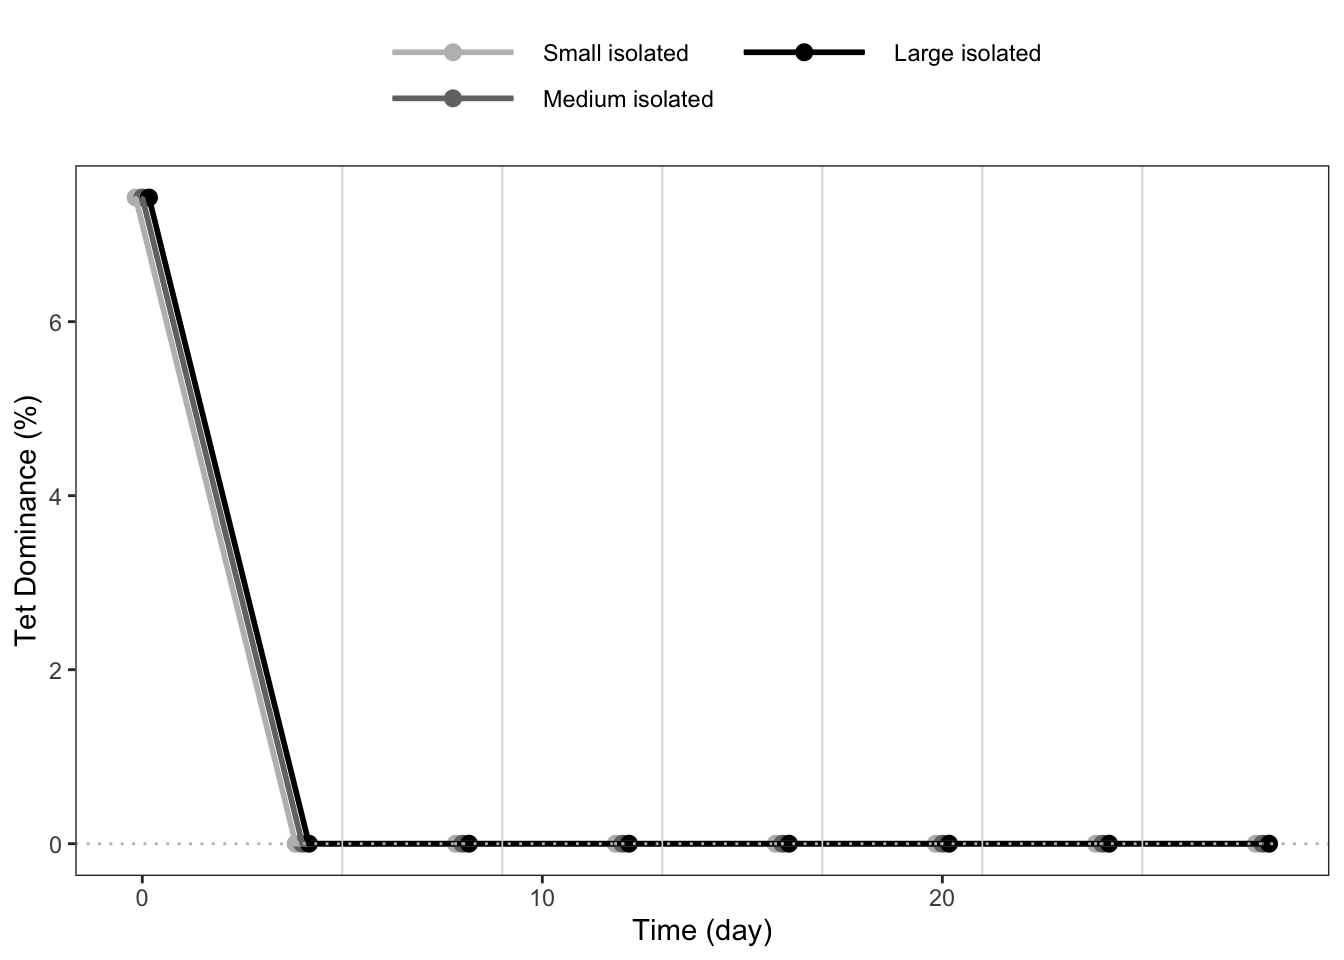 Small isolated
Large isolated
Medium isolated
Tet Dominance (%)
6
4
2
0
0
10
20
Time (day)